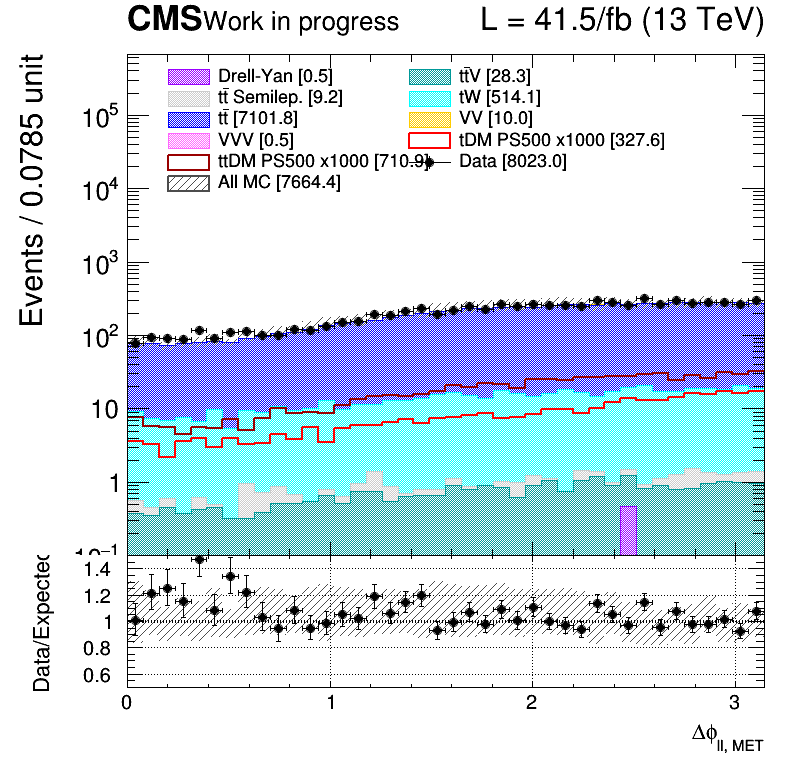 CMS Work in progress L = 41.5/fb (13 TeV)
Events / 0.0785 unit
Drell-Yan [0.5] tt̄V [28.3]
tt̄ Semilep. [9.2] tW [514.1]
tt̄ [7101.8] VV [10.0]
VVV [0.5] tDM PS500 x1000 [327.6]
ttDM PS500 x1000 [710.9] Data [8023.0]
All MC [7664.4]
10⁵
10⁴
10³
10²
10
1
10⁻¹
Data/Expected
1.4
1.2
1
0.8
0.6
0 1 2 3
Δϕll, MET